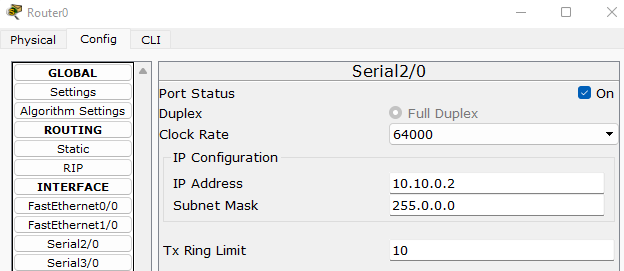 Router0
Physical Config CLI
GLOBAL
Settings
Algorithm Settings
ROUTING
Static
RIP
INTERFACE
FastEthernet0/0
FastEthernet1/0
Serial2/0
Serial3/0
Serial2/0
Port Status On
Duplex Full Duplex
Clock Rate 64000
IP Configuration
IP Address 10.10.0.2
Subnet Mask 255.0.0.0
Tx Ring Limit 10